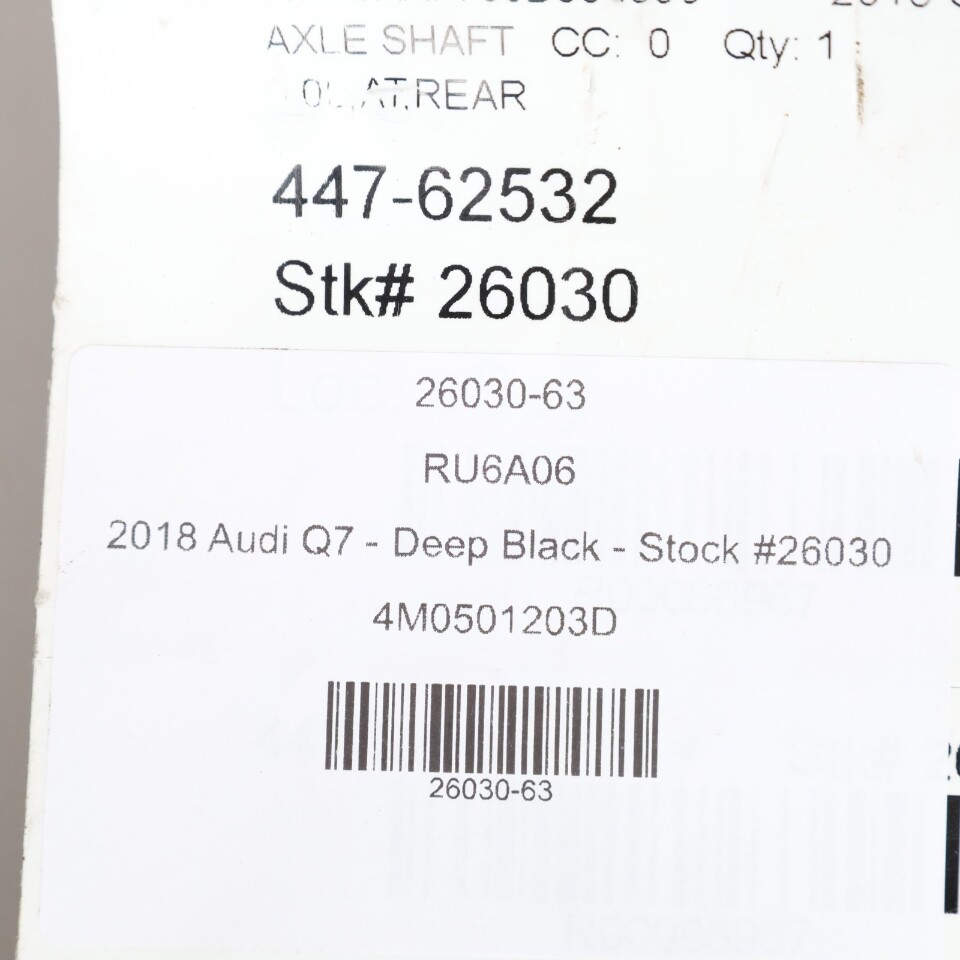 AXLE SHAFT CC: 0 Qty: 1
AT,REAR
447-62532
Stk# 26030
26030-63
RU6A06
2018 Audi Q7 - Deep Black - Stock #26030
4M0501203D
26030-63